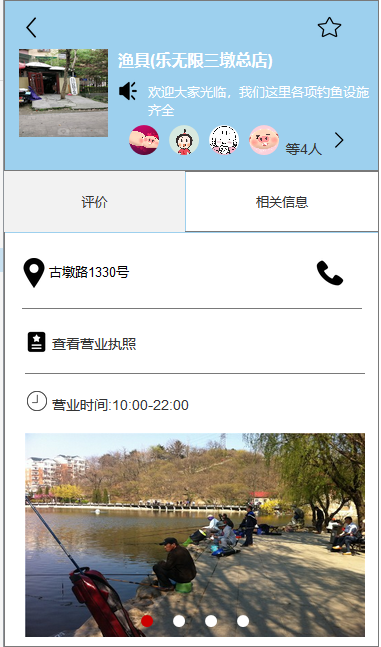 渔具(乐无限三墩总店)
欢迎大家光临，我们这里各项钓鱼设施
齐全
等4人
评价
相关信息
古墩路1330号
查看营业执照
营业时间:10:00-22:00